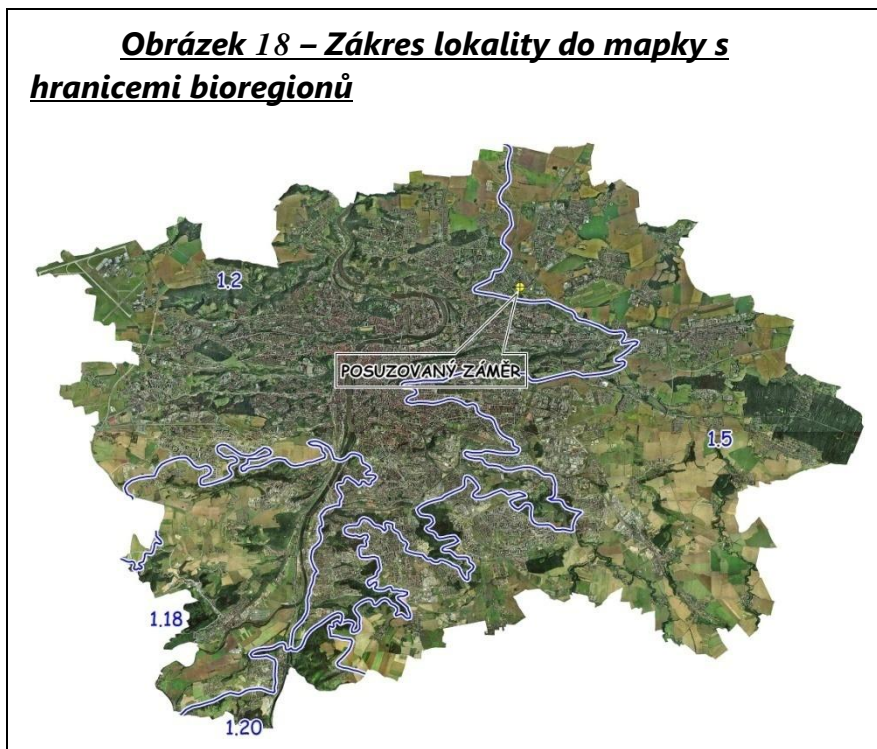 Obrázek 18 – Zákres lokality do mapky s
hranicemi bioregionů
1.2
POSUZOVANÝ ZÁMĚR
1.5
1.18
1.20